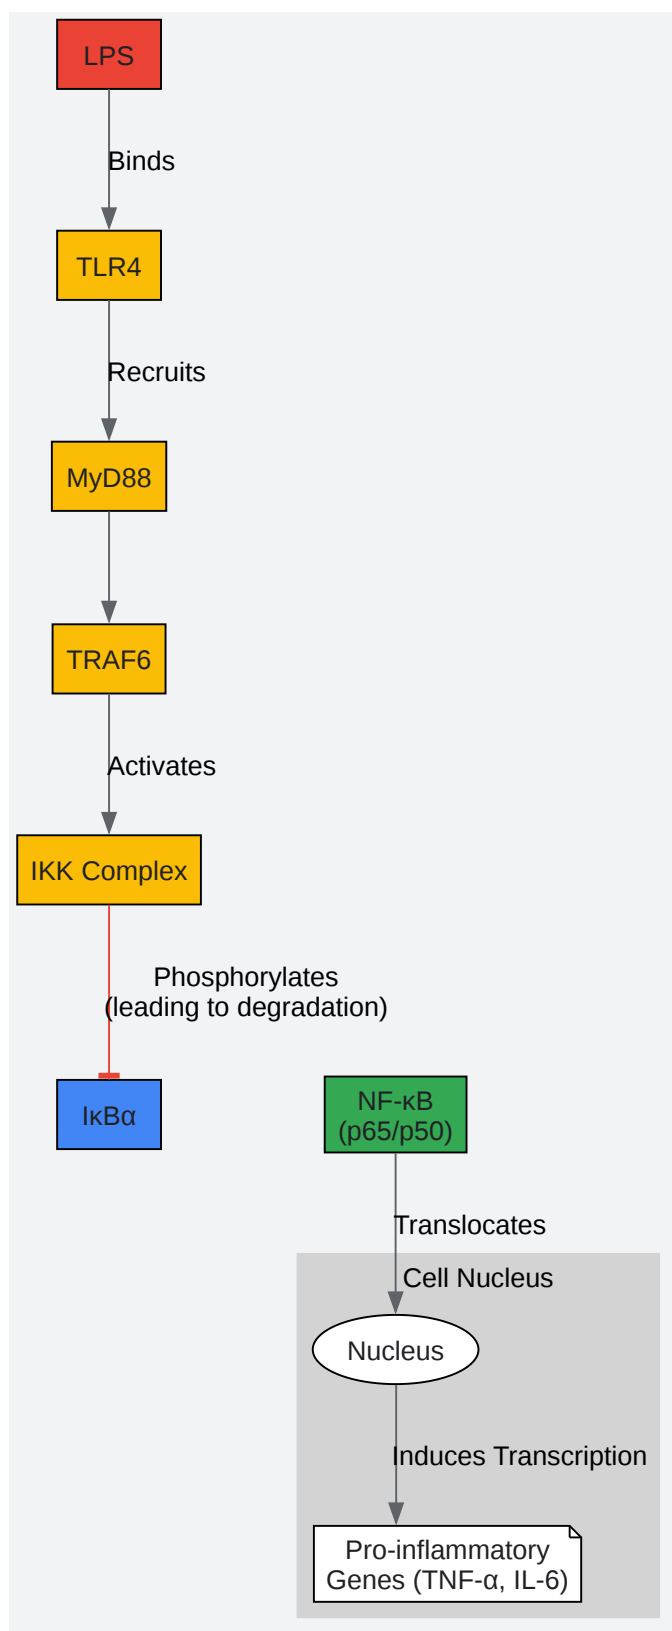 LPS
Binds
TLR4
Recruits
MyD88
TRAF6
Activates
IKK Complex
Phosphorylates
(leading to degradation)
IκBα
NF-κB
(p65/p50)
Translocates
Cell Nucleus
Nucleus
Induces Transcription
Pro-inflammatory
Genes (TNF-α, IL-6)